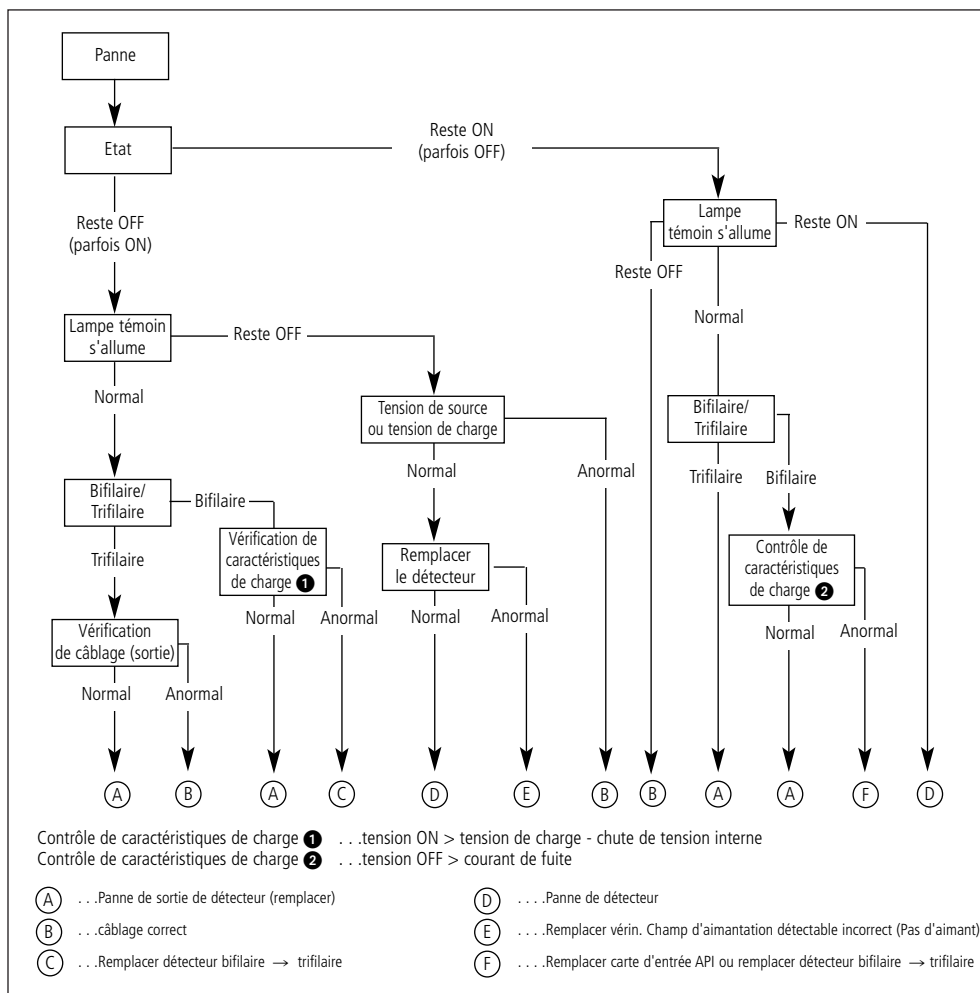 Panne
Etat
Reste ON
(parfois OFF)
Reste OFF
(parfois ON)
Lampe
témoin s'allume
Reste ON
Reste OFF
Normal
Lampe témoin
s'allume
Reste OFF
Normal
Tension de source
ou tension de charge
Bifilaire/
Trifilaire
Normal
Anormal
Trifilaire
Bifilaire
Bifilaire/
Trifilaire
Bifilaire
Trifilaire
Vérification de
caractéristiques
de charge ❶
Remplacer
le détecteur
Contrôle de
caractéristiques
de charge ❷
Normal
Anormal
Normal
Anormal
Normal
Anormal
Vérification
de câblage (sortie)
Normal
Anormal
A
B
A
C
D
E
B
B
A
A
F
D
Contrôle de caractéristiques de charge ❶ . . .tension ON > tension de charge - chute de tension interne
Contrôle de caractéristiques de charge ❷ . . .tension OFF > courant de fuite
A . . .Panne de sortie de détecteur (remplacer)
B . . .câblage correct
C . . .Remplacer détecteur bifilaire → trifilaire
D . . . .Panne de détecteur
E . . . .Remplacer vérin. Champ d'aimantation détectable incorrect (Pas d'aimant)
F . . . .Remplacer carte d'entrée API ou remplacer détecteur bifilaire → trifilaire